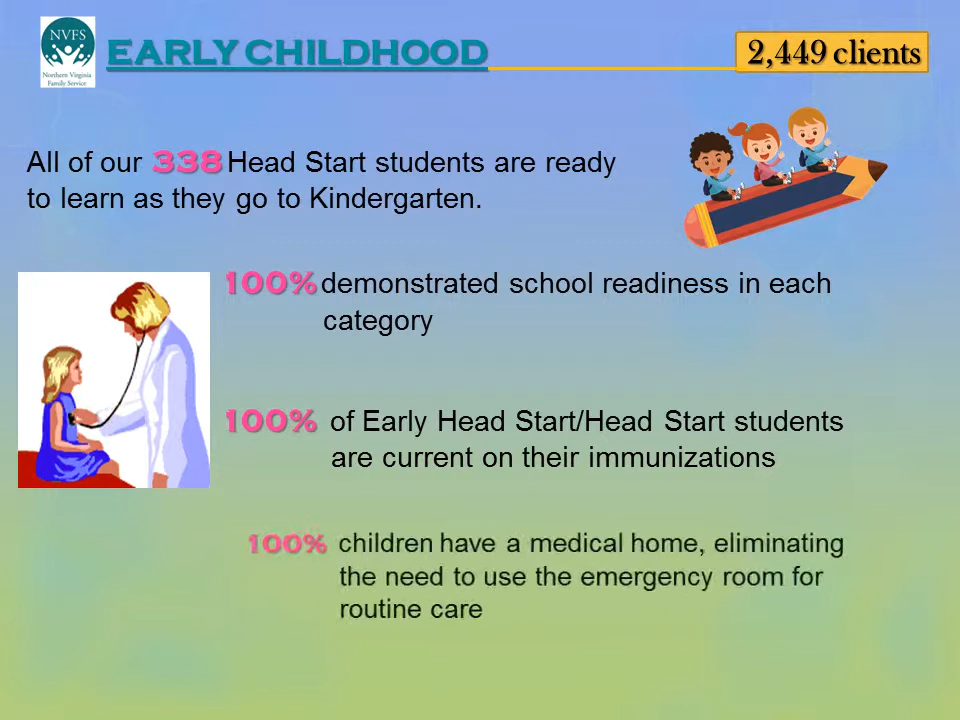 NVFS
Northern Virginia
Family Service
EARLY CHILDHOOD
2,449 clients
All of our 338 Head Start students are ready
to learn as they go to Kindergarten.
100% demonstrated school readiness in each
category
100% of Early Head Start/Head Start students
are current on their immunizations
100% children have a medical home, eliminating
the need to use the emergency room for
routine care